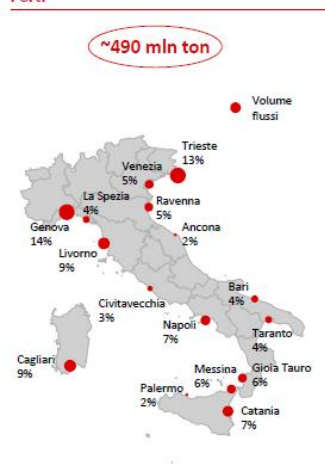 ~490 mln ton
Volume
flussi
Trieste
13%
Venezia
5%
La Spezia
4%
Ravenna
5%
Genova
14%
Ancona
2%
Livorno
9%
Civitavecchia
3%
Bari
4%
Napoli
7%
Taranto
4%
Cagliari
9%
Messina
6%
Gioia Tauro
6%
Palermo
2%
Catania
7%